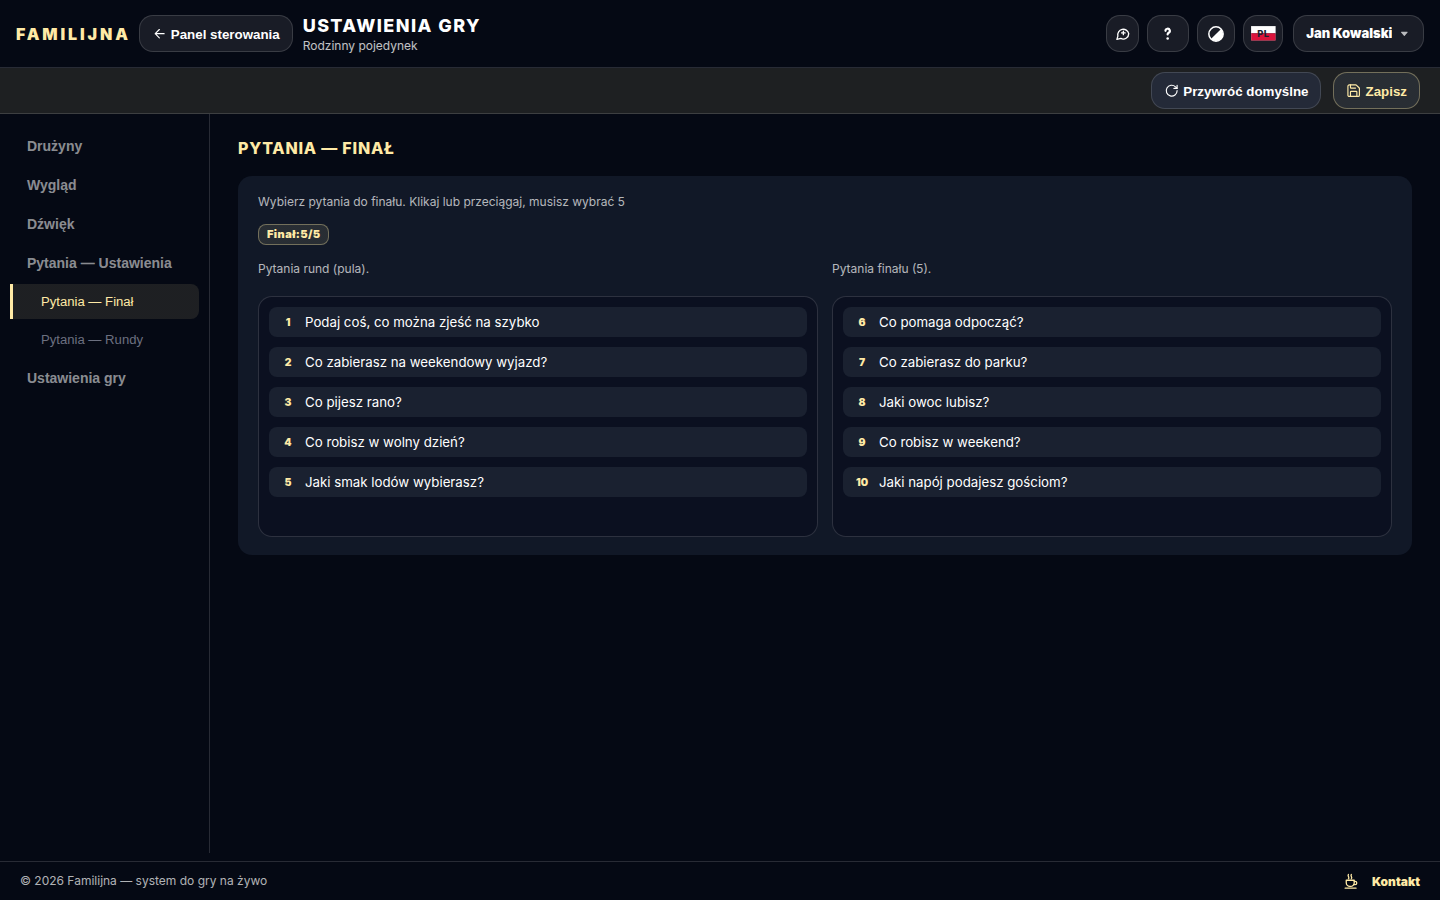 FAMILIJNA
Panel sterowania
USTAWIENIA GRY
Rodzinny pojedynek
?
PL
Jan Kowalski
Przywróć domyślne
Zapisz
Drużyny
Wygląd
Dźwięk
Pytania — Ustawienia
Pytania — Finał
Pytania — Rundy
Ustawienia gry
PYTANIA — FINAŁ
Wybierz pytania do finału. Klikaj lub przeciągaj, musisz wybrać 5
Finał:5/5
Pytania rund (pula).
1 Podaj coś, co można zjeść na szybko
2 Co zabierasz na weekendowy wyjazd?
3 Co pijesz rano?
4 Co robisz w wolny dzień?
5 Jaki smak lodów wybierasz?
Pytania finału (5).
6 Co pomaga odpocząć?
7 Co zabierasz do parku?
8 Jaki owoc lubisz?
9 Co robisz w weekend?
10 Jaki napój podajesz gościom?
© 2026 Familijna — system do gry na żywo
Kontakt